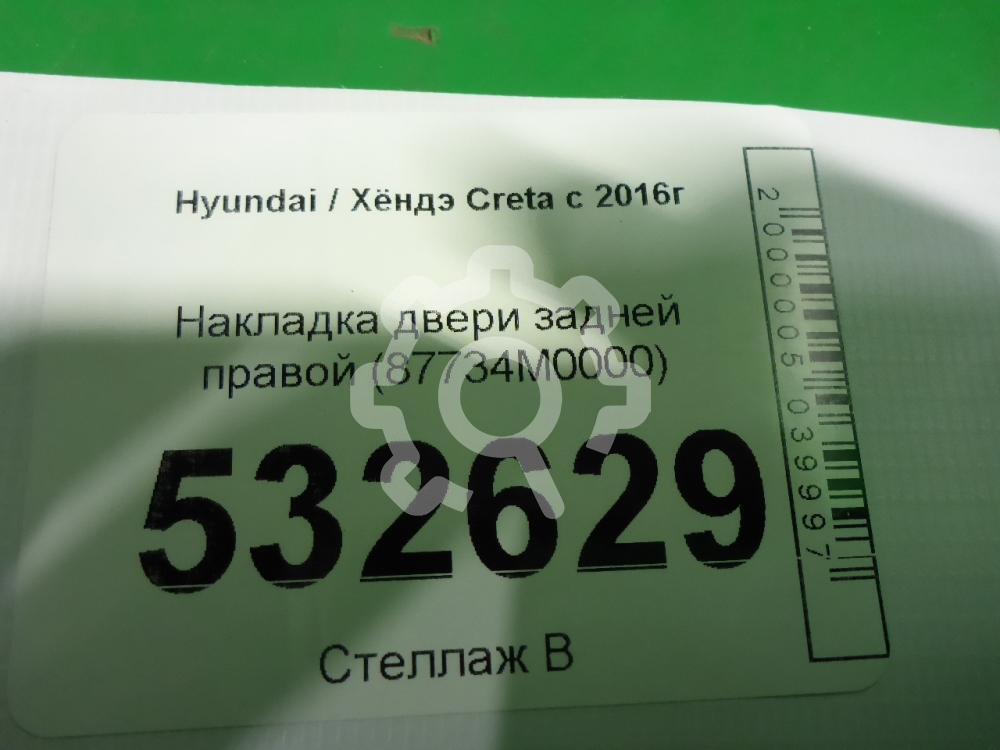 Hyundai / Хёндэ Creta с 2016г
Накладка двери задней
правой (87734M0000)
532629
Стеллаж В
2000005039997